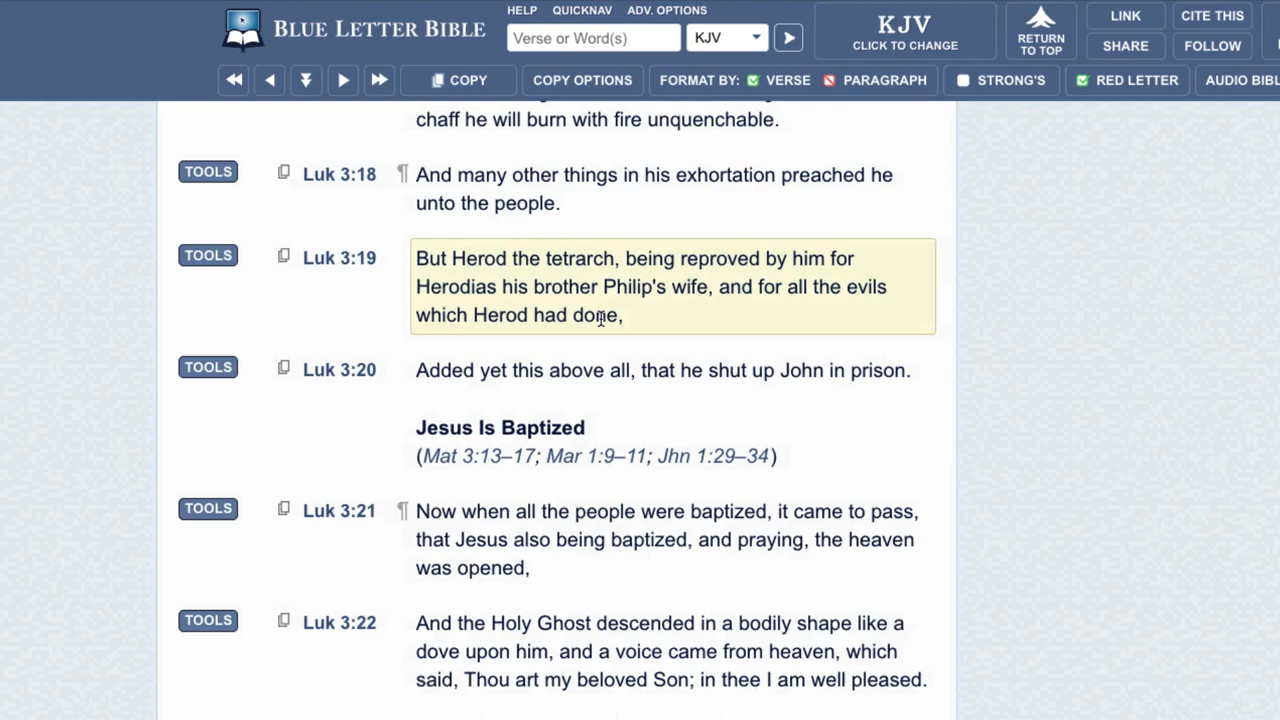 HELP QUICKNAV ADV. OPTIONS
BLUE LETTER BIBLE
Verse or Word(s) KJV
KJV
CLICK TO CHANGE
RETURN
TO TOP
LINK CITE THIS
SHARE FOLLOW
COPY COPY OPTIONS FORMAT BY: VERSE PARAGRAPH STRONG'S RED LETTER AUDIO BIBL
chaff he will burn with fire unquenchable.
TOOLS Luk 3:18 ¶ And many other things in his exhortation preached he
unto the people.
TOOLS Luk 3:19 But Herod the tetrarch, being reproved by him for
Herodias his brother Philip's wife, and for all the evils
which Herod had done,
TOOLS Luk 3:20 Added yet this above all, that he shut up John in prison.
Jesus Is Baptized
(Mat 3:13–17; Mar 1:9–11; Jhn 1:29–34)
TOOLS Luk 3:21 ¶ Now when all the people were baptized, it came to pass,
that Jesus also being baptized, and praying, the heaven
was opened,
TOOLS Luk 3:22 And the Holy Ghost descended in a bodily shape like a
dove upon him, and a voice came from heaven, which
said, Thou art my beloved Son; in thee I am well pleased.